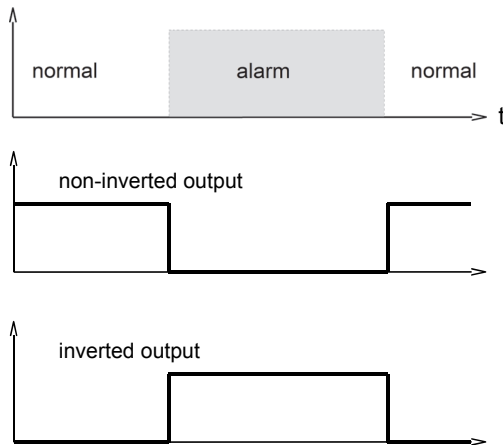 normal alarm normal
t
non-inverted output
inverted output